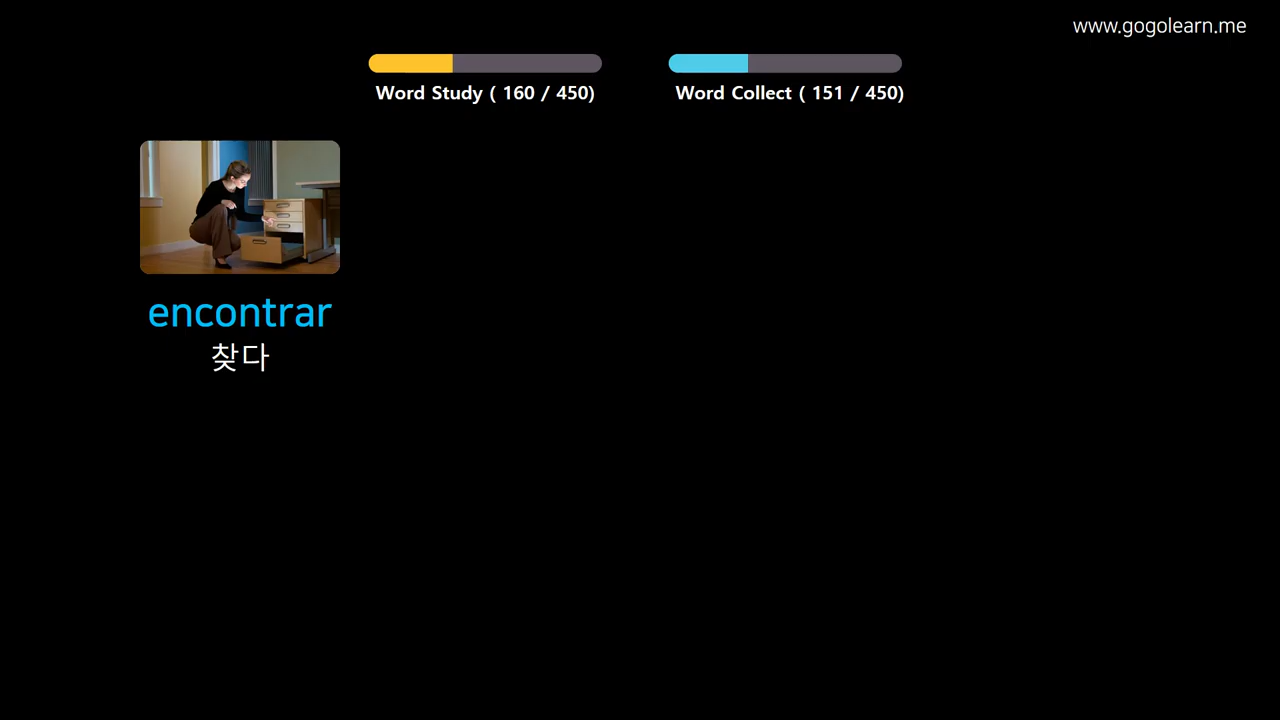 www.gogolearn.me
Word Study ( 160 / 450)
Word Collect ( 151 / 450)
encontrar
찾다